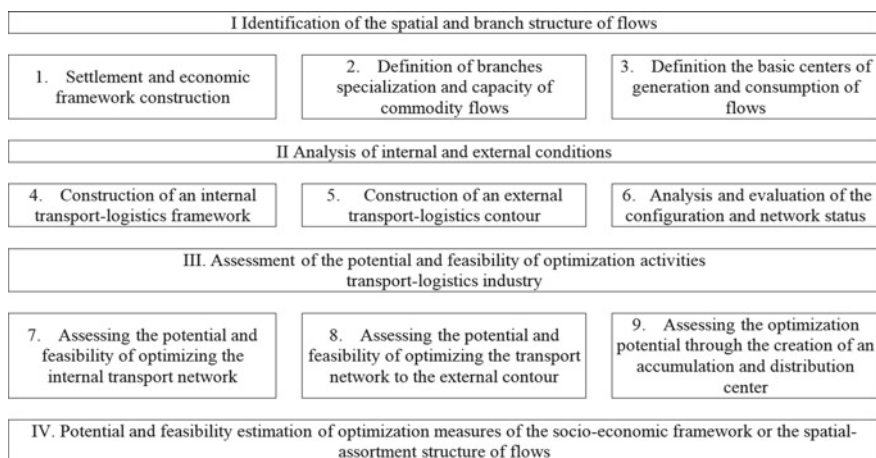 I Identification of the spatial and branch structure of flows
1. Settlement and economic
framework construction
2. Definition of branches
specialization and capacity of
commodity flows
3. Definition the basic centers of
generation and consumption of
flows
II Analysis of internal and external conditions
4. Construction of an internal
transport-logistics framework
5. Construction of an external
transport-logistics contour
6. Analysis and evaluation of the
configuration and network status
III. Assessment of the potential and feasibility of optimization activities
transport-logistics industry
7. Assessing the potential and
feasibility of optimizing the
internal transport network
8. Assessing the potential and
feasibility of optimizing the transport
network to the external contour
9. Assessing the optimization
potential through the creation of an
accumulation and distribution
center
IV. Potential and feasibility estimation of optimization measures of the socio-economic framework or the spatial-
assortment structure of flows